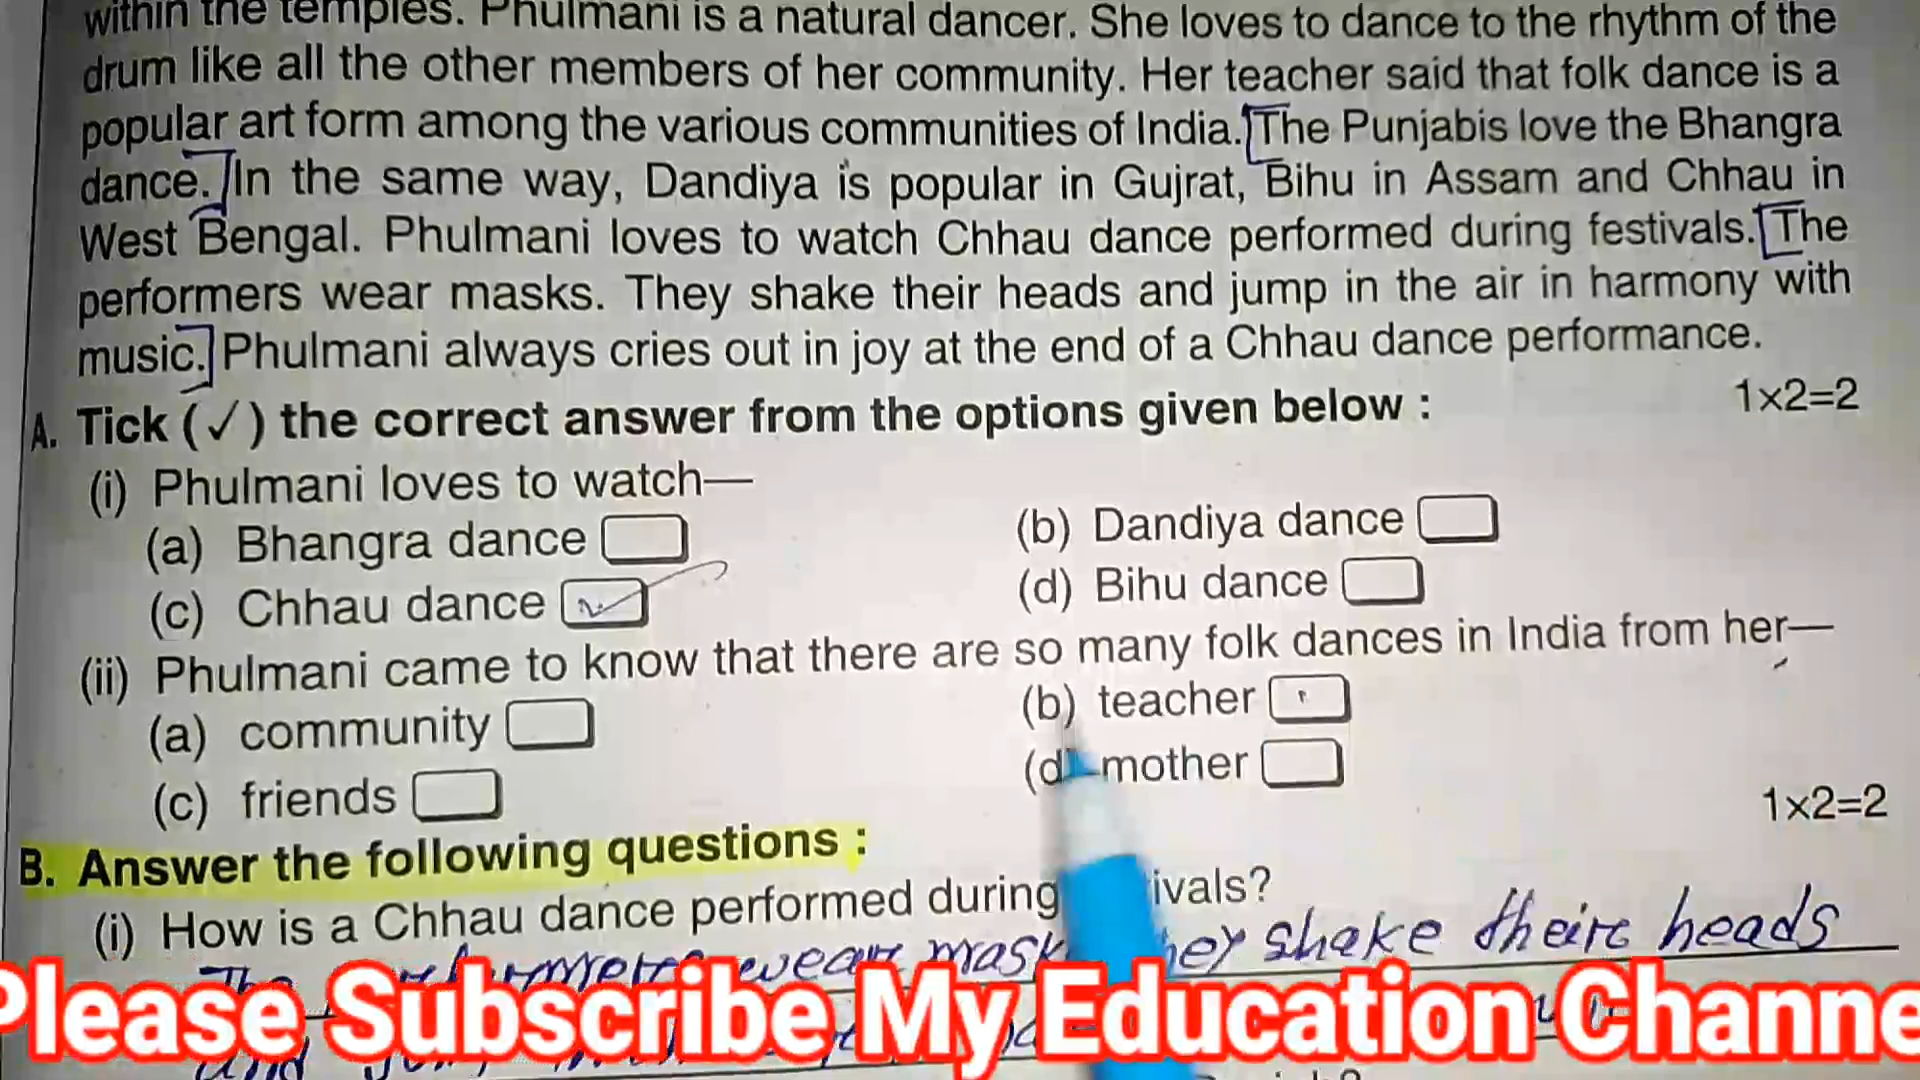 within the temples. Phulmani is a natural dancer. She loves to dance to the rhythm of the
drum like all the other members of her community. Her teacher said that folk dance is a
popular art form among the various communities of India. The Punjabis love the Bhangra
dance. In the same way, Dandiya is popular in Gujrat, Bihu in Assam and Chhau in
West Bengal. Phulmani loves to watch Chhau dance performed during festivals. The
performers wear masks. They shake their heads and jump in the air in harmony with
music. Phulmani always cries out in joy at the end of a Chhau dance performance.
A. Tick (✓) the correct answer from the options given below : 1×2=2
(i) Phulmani loves to watch—
(a) Bhangra dance (b) Dandiya dance
(c) Chhau dance ✓ (d) Bihu dance
(ii) Phulmani came to know that there are so many folk dances in India from her—
(a) community (b) teacher
(c) friends (d) mother
B. Answer the following questions : 1×2=2
(i) How is a Chhau dance performed during ivals?
wear mask shake their heads
Please Subscribe My Education Channe